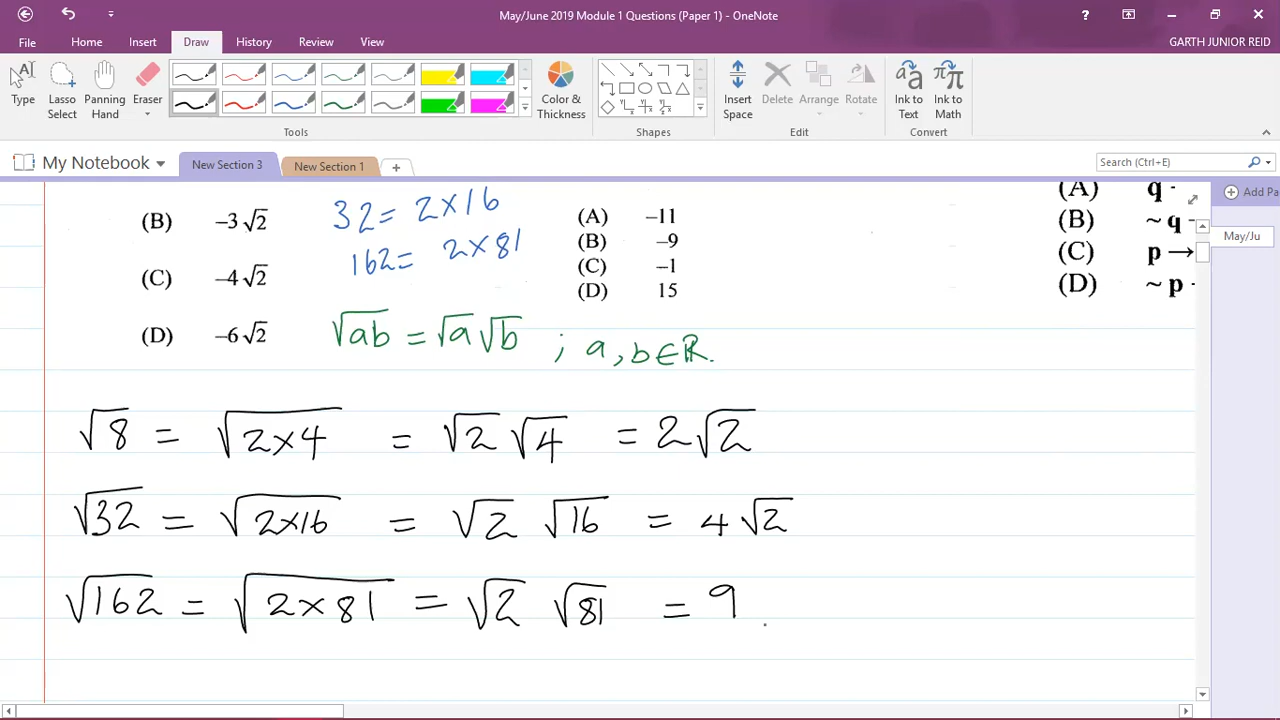 May/June 2019 Module 1 Questions (Paper 1) - OneNote
File Home Insert Draw History Review View GARTH JUNIOR REID
Type Lasso Select Panning Hand Eraser Color & Thickness Insert Space Delete Arrange Rotate Ink to Text Ink to Math
Tools Shapes Edit Convert
My Notebook New Section 3 New Section 1 Search (Ctrl+E)
Add Pa
May/Ju
(B) −3√2
(C) −4√2
(D) −6√2
32 = 2×16
162 = 2×81
√ab = √a √b ; a, b ∈ ℝ.
(A) −11
(B) −9
(C) −1
(D) 15
(A) q
(B) ~ q
(C) p →
(D) ~ p
√8 = √2×4 = √2 √4 = 2√2
√32 = √2×16 = √2 √16 = 4√2
√162 = √2×81 = √2 √81 = 9